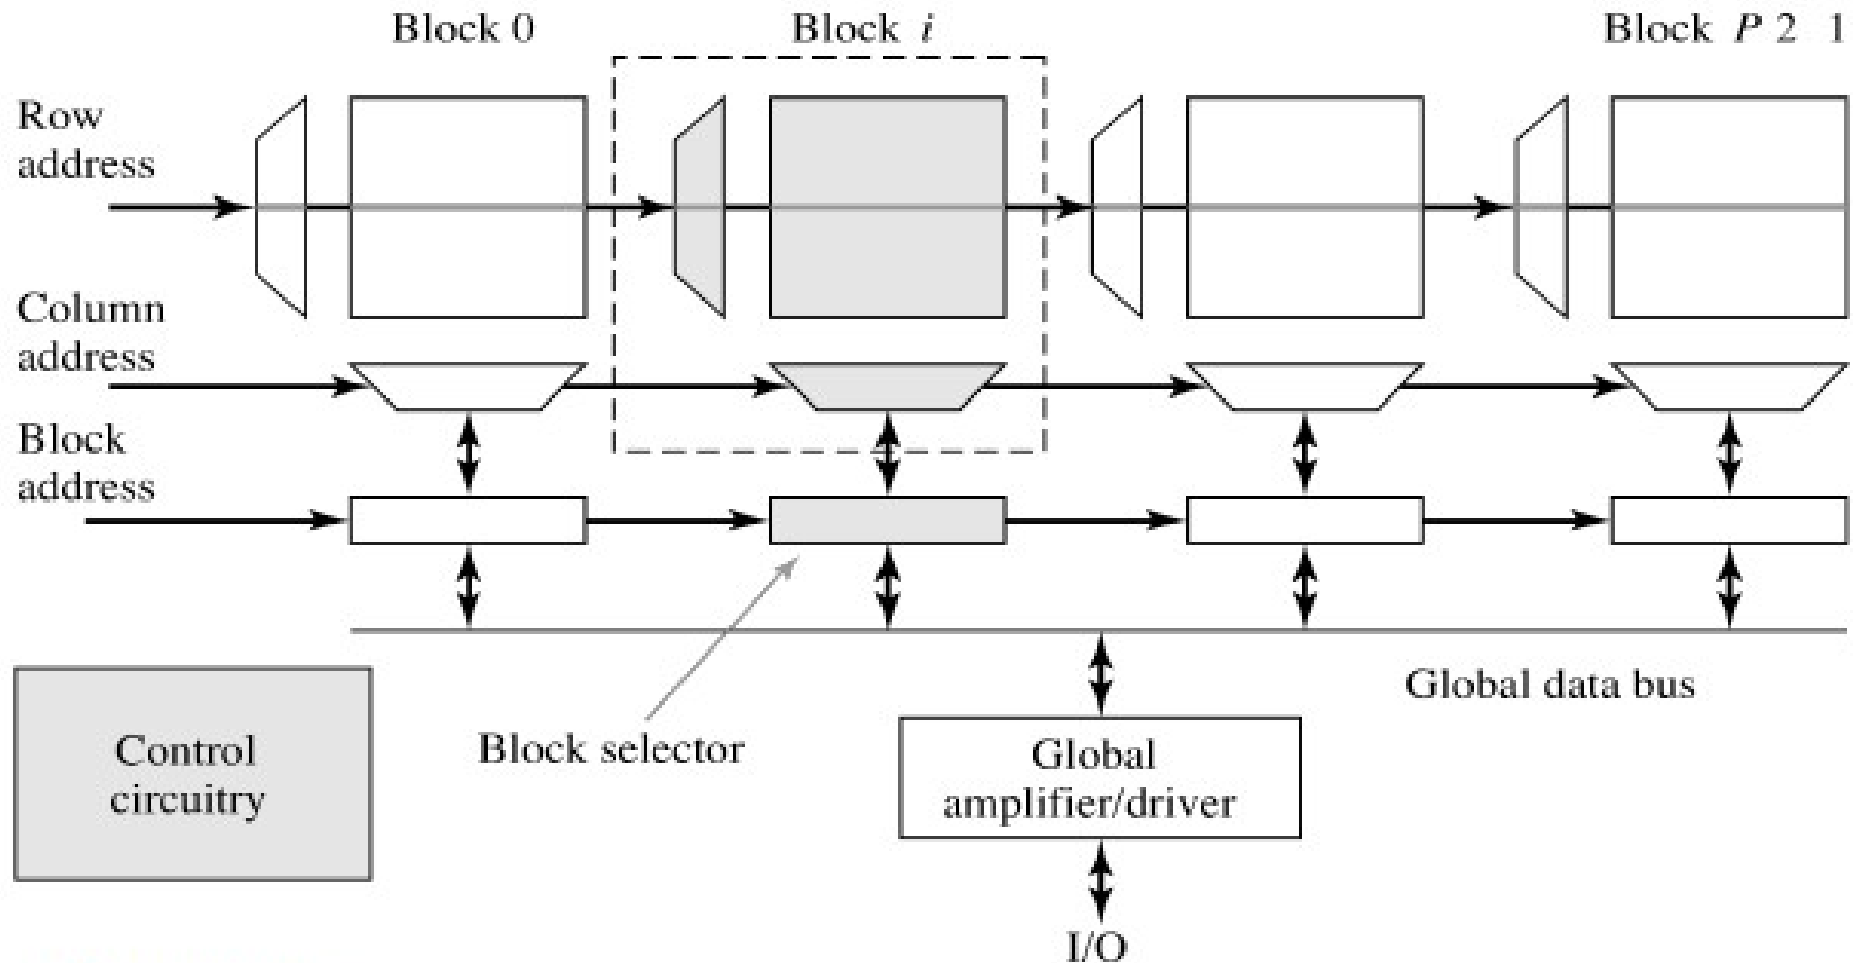 Block 0
Block i
Block P 2 1
Row
address
Column
address
Block
address
Global data bus
Block selector
Control
circuitry
Global
amplifier/driver
I/O